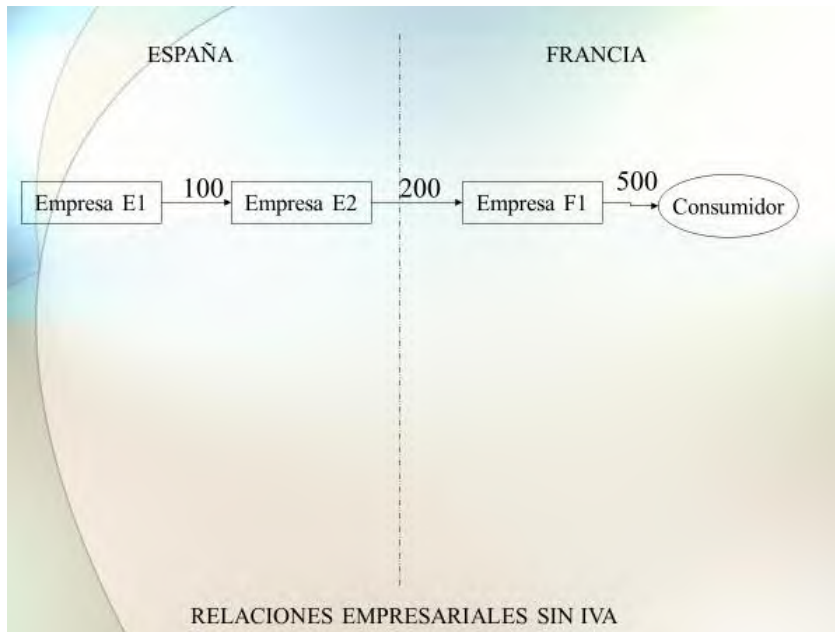 ESPAÑA
FRANCIA
Empresa E1
100
Empresa E2
200
Empresa F1
500
Consumidor
RELACIONES EMPRESARIALES SIN IVA